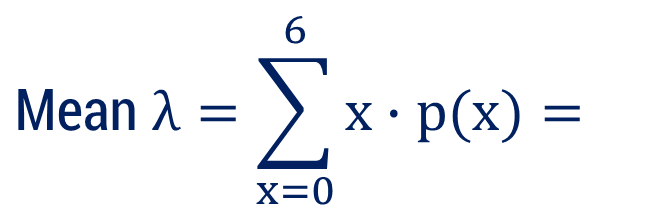 Mean λ = ∑_{x=0}^{6} x · p(x) =